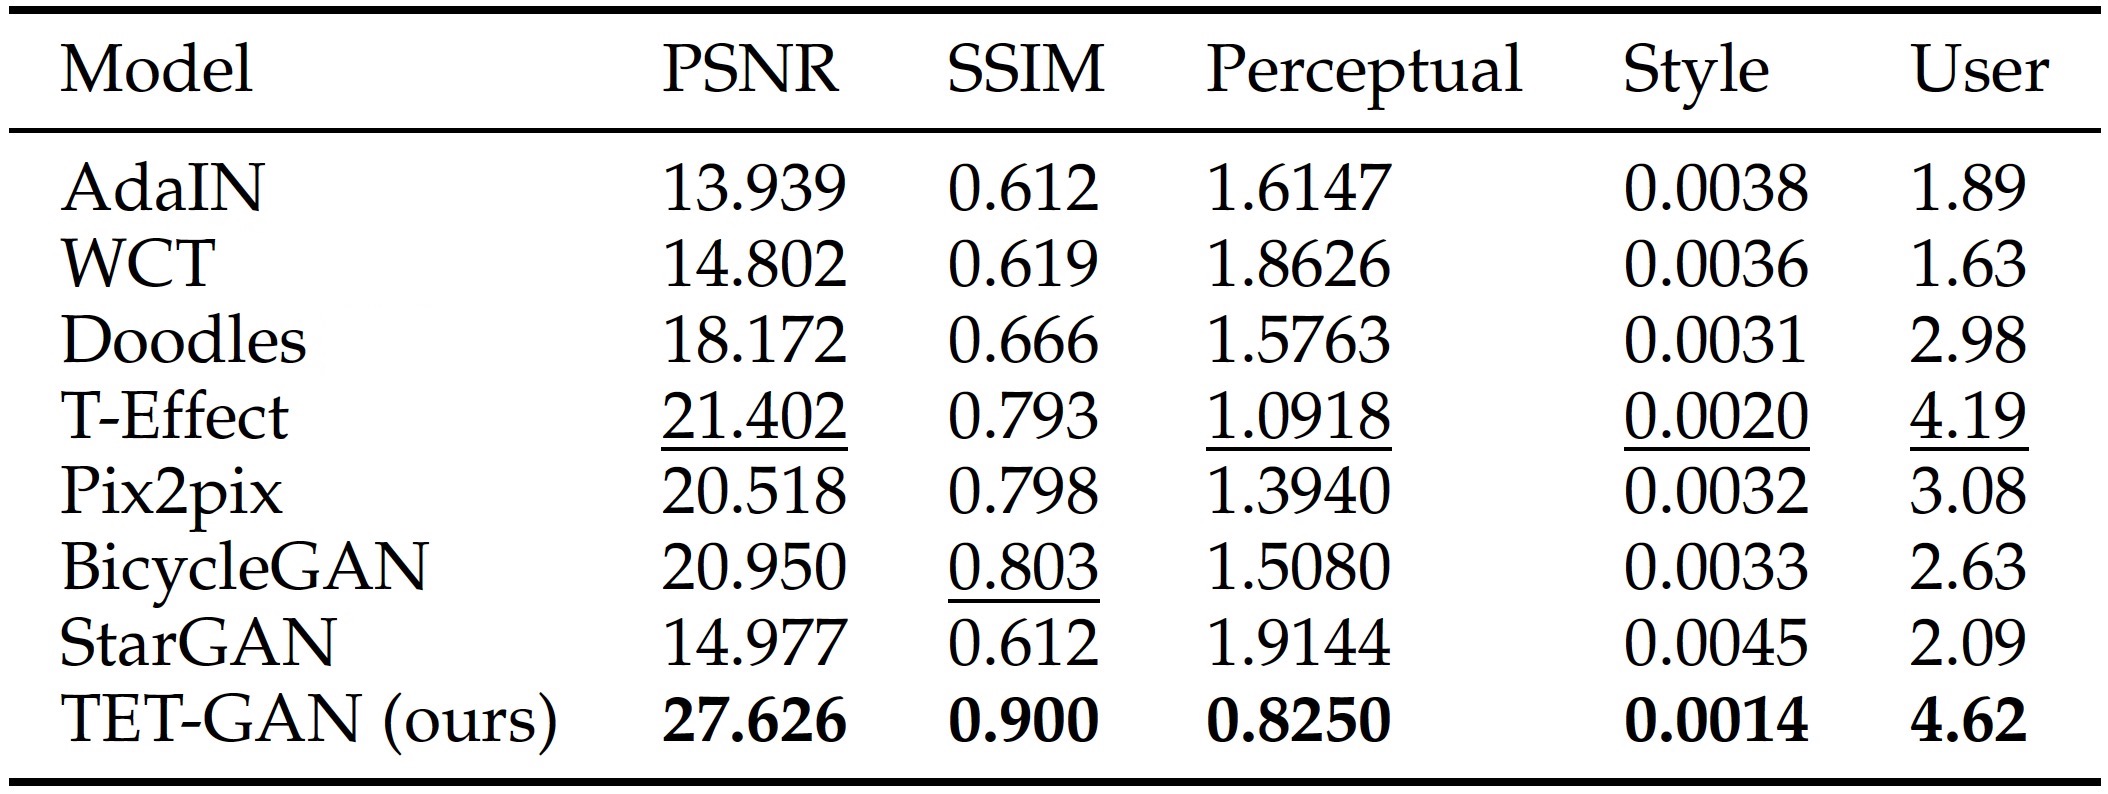 Model PSNR SSIM Perceptual Style User
AdaIN 13.939 0.612 1.6147 0.0038 1.89
WCT 14.802 0.619 1.8626 0.0036 1.63
Doodles 18.172 0.666 1.5763 0.0031 2.98
T-Effect 21.402 0.793 1.0918 0.0020 4.19
Pix2pix 20.518 0.798 1.3940 0.0032 3.08
BicycleGAN 20.950 0.803 1.5080 0.0033 2.63
StarGAN 14.977 0.612 1.9144 0.0045 2.09
TET-GAN (ours) 27.626 0.900 0.8250 0.0014 4.62